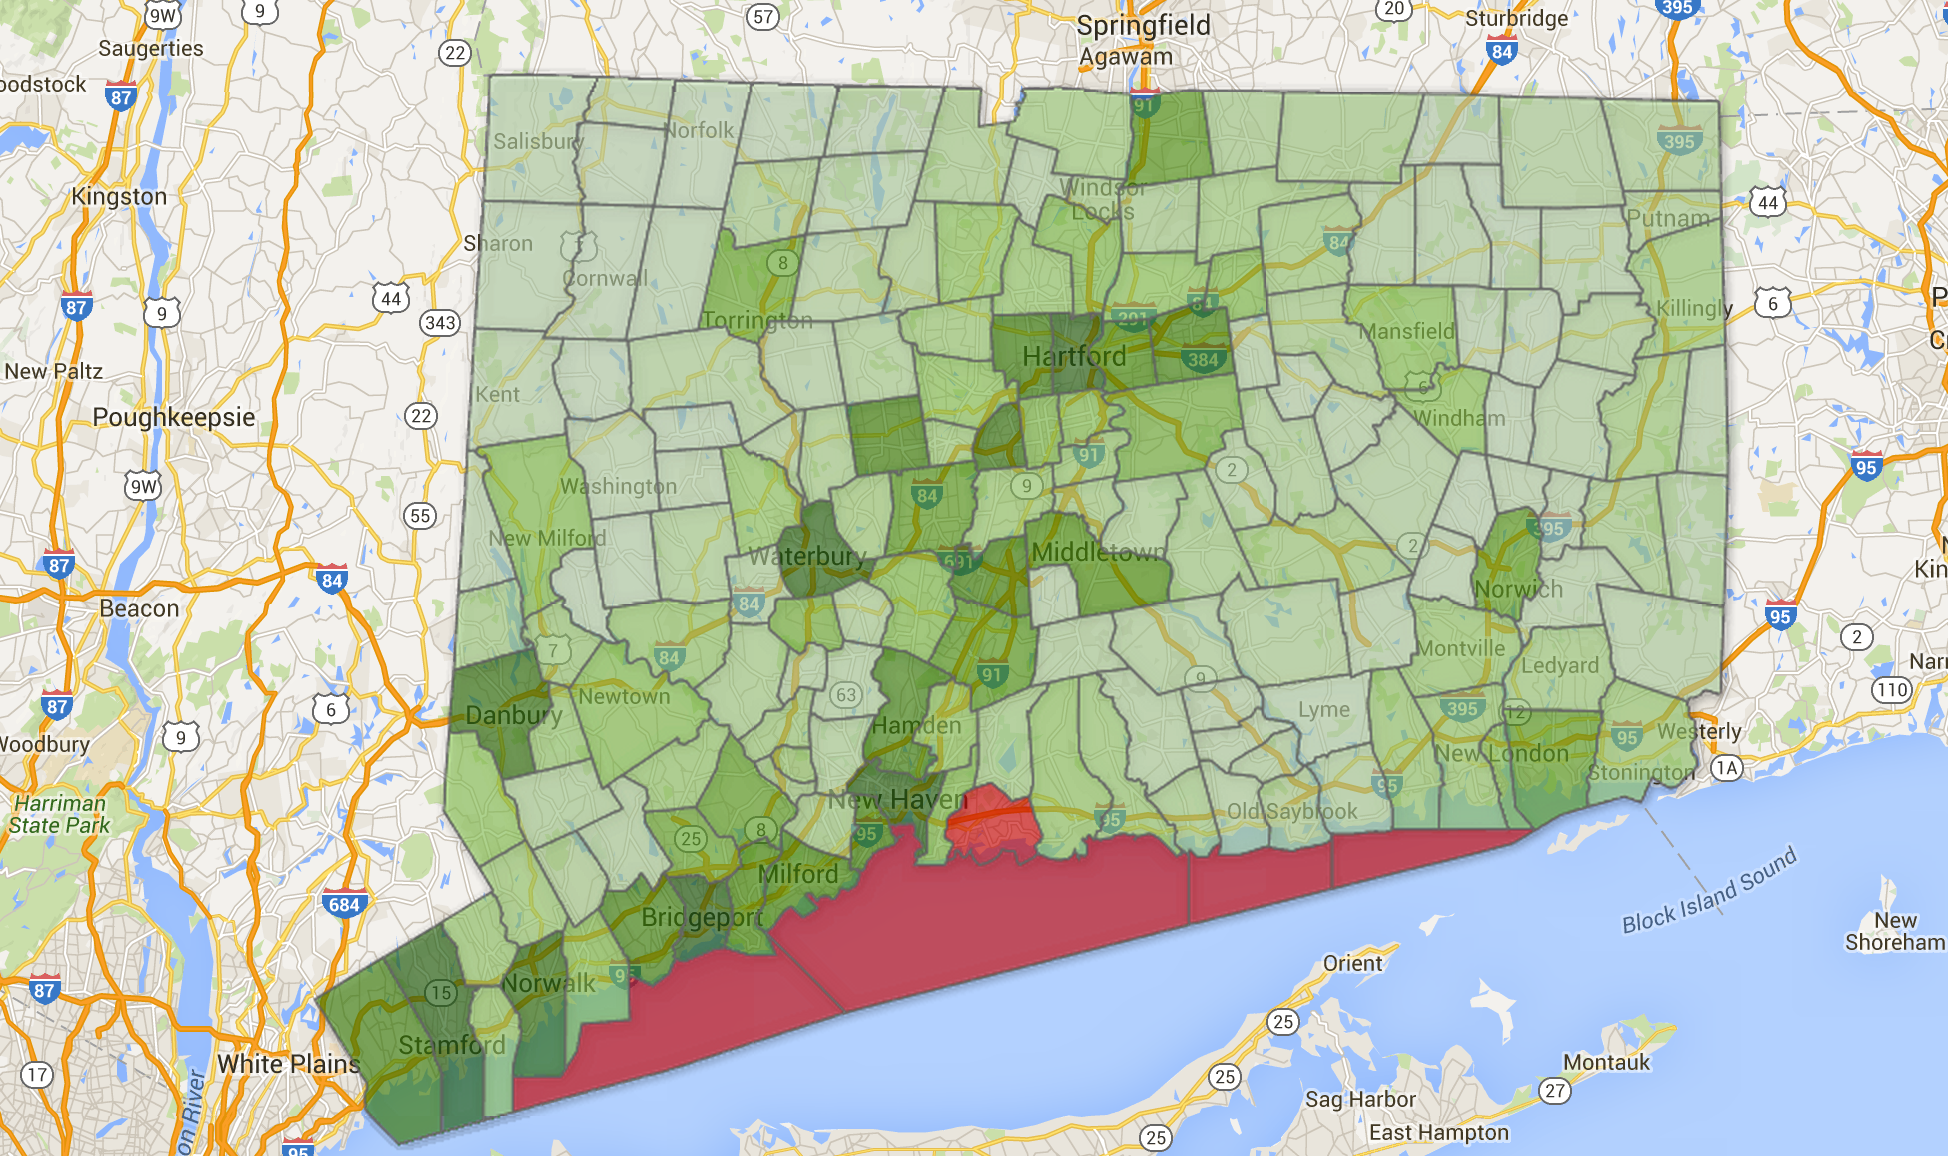 9W
9
57
20
395
Saugerties
Springfield
Sturbridge
22
Agawam
84
oodstock
87
91
Salisbury
Norfolk
395
Kingston
Windsor
Locks
44
Putnam
Sharon
5
84
Cornwall
8
87
9
44
6
343
Torrington
291
84
Killingly
Mansfield
New Paltz
Hartford
384
Kent
6
22
Poughkeepsie
Windham
91
2
95
9W
Washington
84
9
55
New Milford
395
Waterbury
691
Middletown
2
87
84
84
Norwich
Beacon
95
7
84
Montville
2
Ledyard
Newtown
63
91
9
110
87
6
Danbury
Hamden
Lyme
395
12
95
Westerly
9
Woodbury
New London
Stonington
1A
Harriman
State Park
New Haven
95
Old Saybrook
95
25
8
95
Milford
684
Bridgeport
Block Island Sound
New
Shoreham
Orient
87
15
Norwalk
95
25
Stamford
White Plains
Montauk
17
25
27
Sag Harbor
on River
95
25
East Hampton